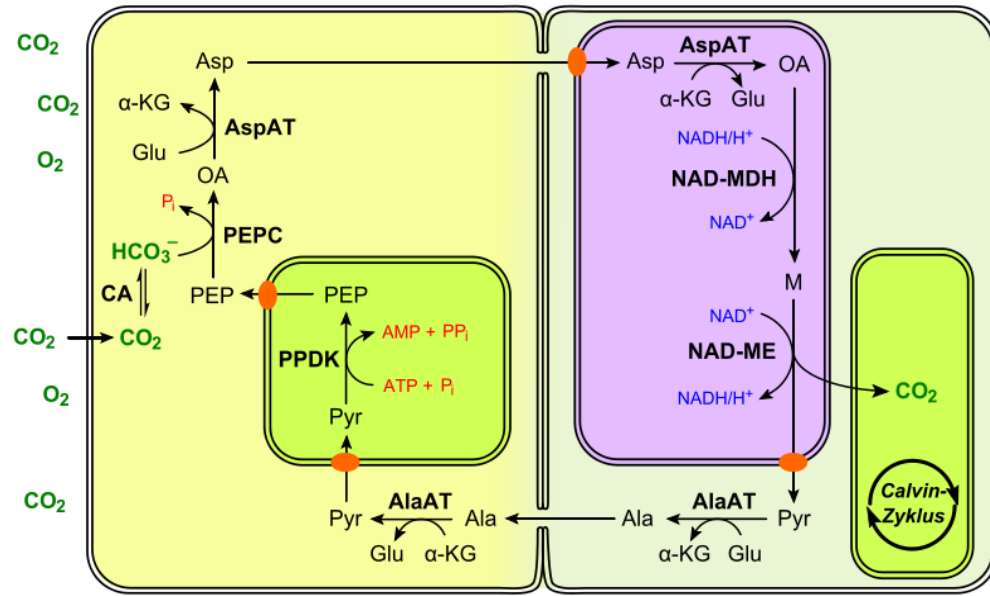 CO₂
CO₂
O₂
CO₂
O₂
CO₂
Asp
α-KG
AspAT
Glu
OA
Pᵢ
PEPC
HCO₃⁻
CA
CO₂
PEP
PEP
AMP + PPᵢ
PPDK
ATP + Pᵢ
Pyr
Pyr
AlaAT
Ala
Glu
α-KG
Asp
AspAT
OA
α-KG
Glu
NADH/H⁺
NAD-MDH
NAD⁺
M
NAD⁺
NAD-ME
NADH/H⁺
CO₂
Ala
AlaAT
Pyr
α-KG
Glu
Calvin-
Zyklus